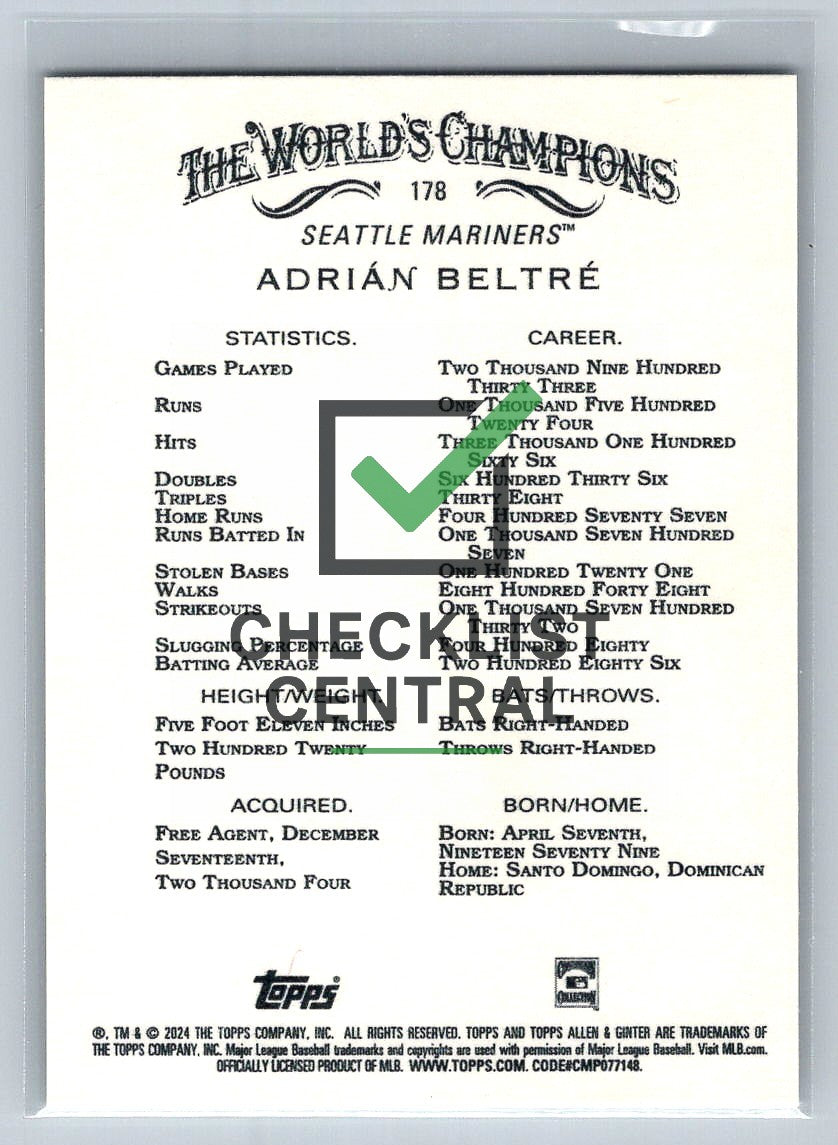 THE WORLD'S CHAMPIONS
178
SEATTLE MARINERS™
ADRIÁN BELTRÉ
STATISTICS. CAREER.
GAMES PLAYED TWO THOUSAND NINE HUNDRED
THIRTY THREE
RUNS ONE THOUSAND FIVE HUNDRED
TWENTY FOUR
HITS THREE THOUSAND ONE HUNDRED
SIXTY SIX
DOUBLES SIX HUNDRED THIRTY SIX
TRIPLES THIRTY EIGHT
HOME RUNS FOUR HUNDRED SEVENTY SEVEN
RUNS BATTED IN ONE THOUSAND SEVEN HUNDRED
SEVEN
STOLEN BASES ONE HUNDRED TWENTY ONE
WALKS EIGHT HUNDRED FORTY EIGHT
STRIKEOUTS ONE THOUSAND SEVEN HUNDRED
THIRTY TWO
SLUGGING PERCENTAGE FOUR HUNDRED EIGHTY
BATTING AVERAGE TWO HUNDRED EIGHTY SIX
CHECKLIST
CENTRAL
HEIGHT/WEIGHT. BATS/THROWS.
FIVE FOOT ELEVEN INCHES BATS RIGHT-HANDED
TWO HUNDRED TWENTY THROWS RIGHT-HANDED
POUNDS
ACQUIRED. BORN/HOME.
FREE AGENT, DECEMBER BORN: APRIL SEVENTH,
SEVENTEENTH, NINETEEN SEVENTY NINE
TWO THOUSAND FOUR HOME: SANTO DOMINGO, DOMINICAN
REPUBLIC
Topps®
COOPERSTOWN
COLLECTION
®, TM & © 2024 THE TOPPS COMPANY, INC. ALL RIGHTS RESERVED. TOPPS AND TOPPS ALLEN & GINTER ARE TRADEMARKS OF
THE TOPPS COMPANY, INC. Major League Baseball trademarks and copyrights are used with permission of Major League Baseball. Visit MLB.com.
OFFICIALLY LICENSED PRODUCT OF MLB. WWW.TOPPS.COM. CODE#CMP077148.